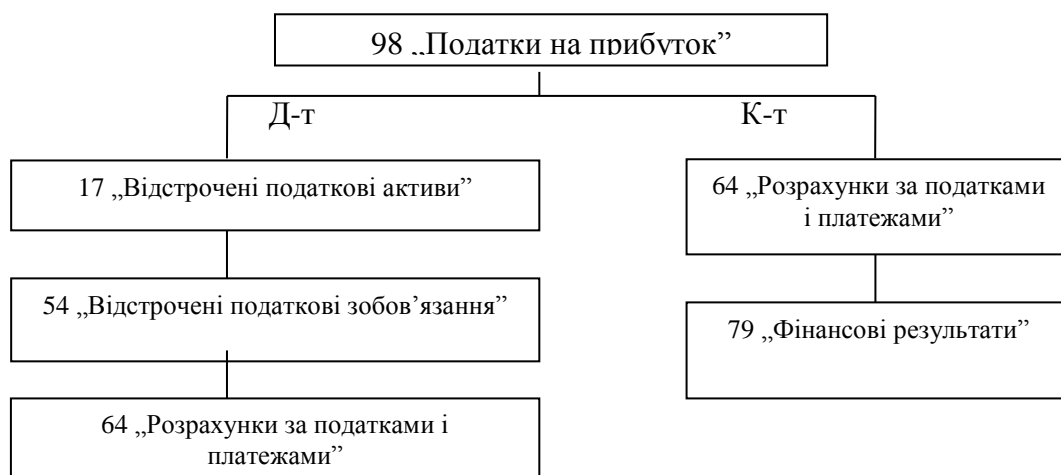 98 „Податки на прибуток”
Д-т
К-т
17 „Відстрочені податкові активи”
64 „Розрахунки за податками
і платежами”
54 „Відстрочені податкові зобов’язання”
79 „Фінансові результати”
64 „Розрахунки за податками і
платежами”